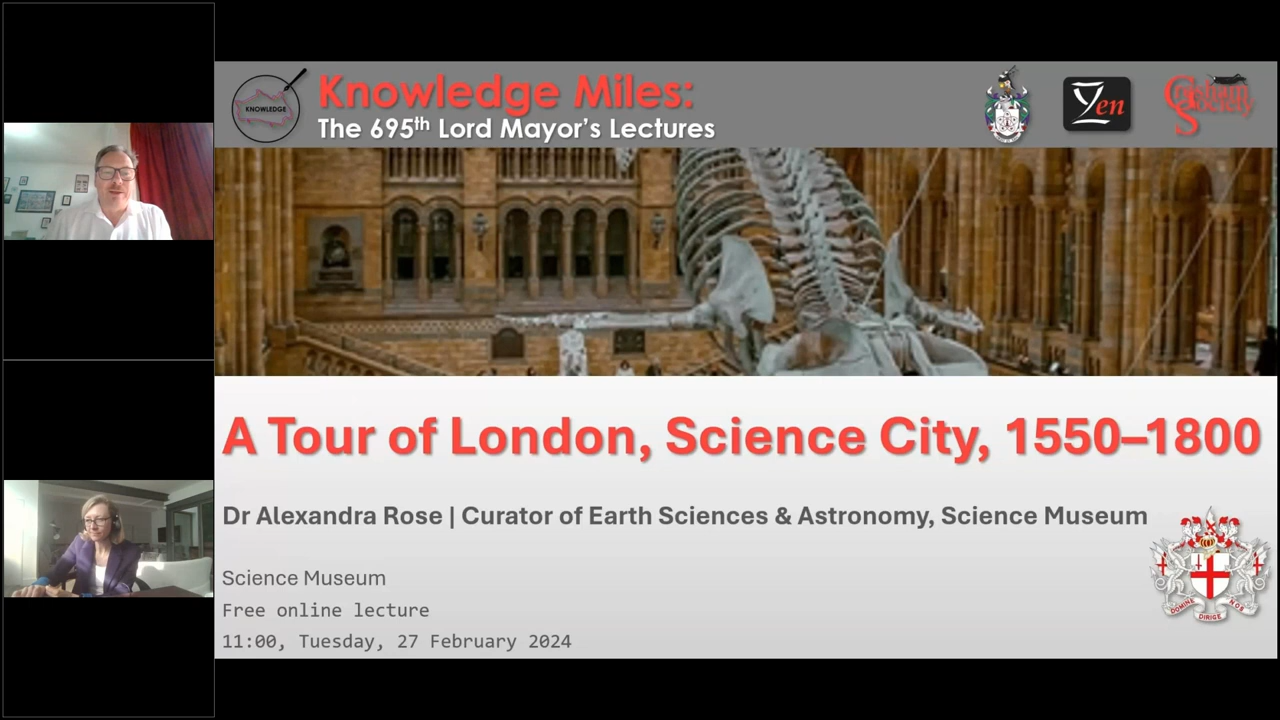 KNOWLEDGE
Knowledge Miles:
The 695th Lord Mayor's Lectures
Zen
Gresham
Society
A Tour of London, Science City, 1550–1800
Dr Alexandra Rose | Curator of Earth Sciences & Astronomy, Science Museum
Science Museum
Free online lecture
11:00, Tuesday, 27 February 2024
DOMINE DIRIGE NOS